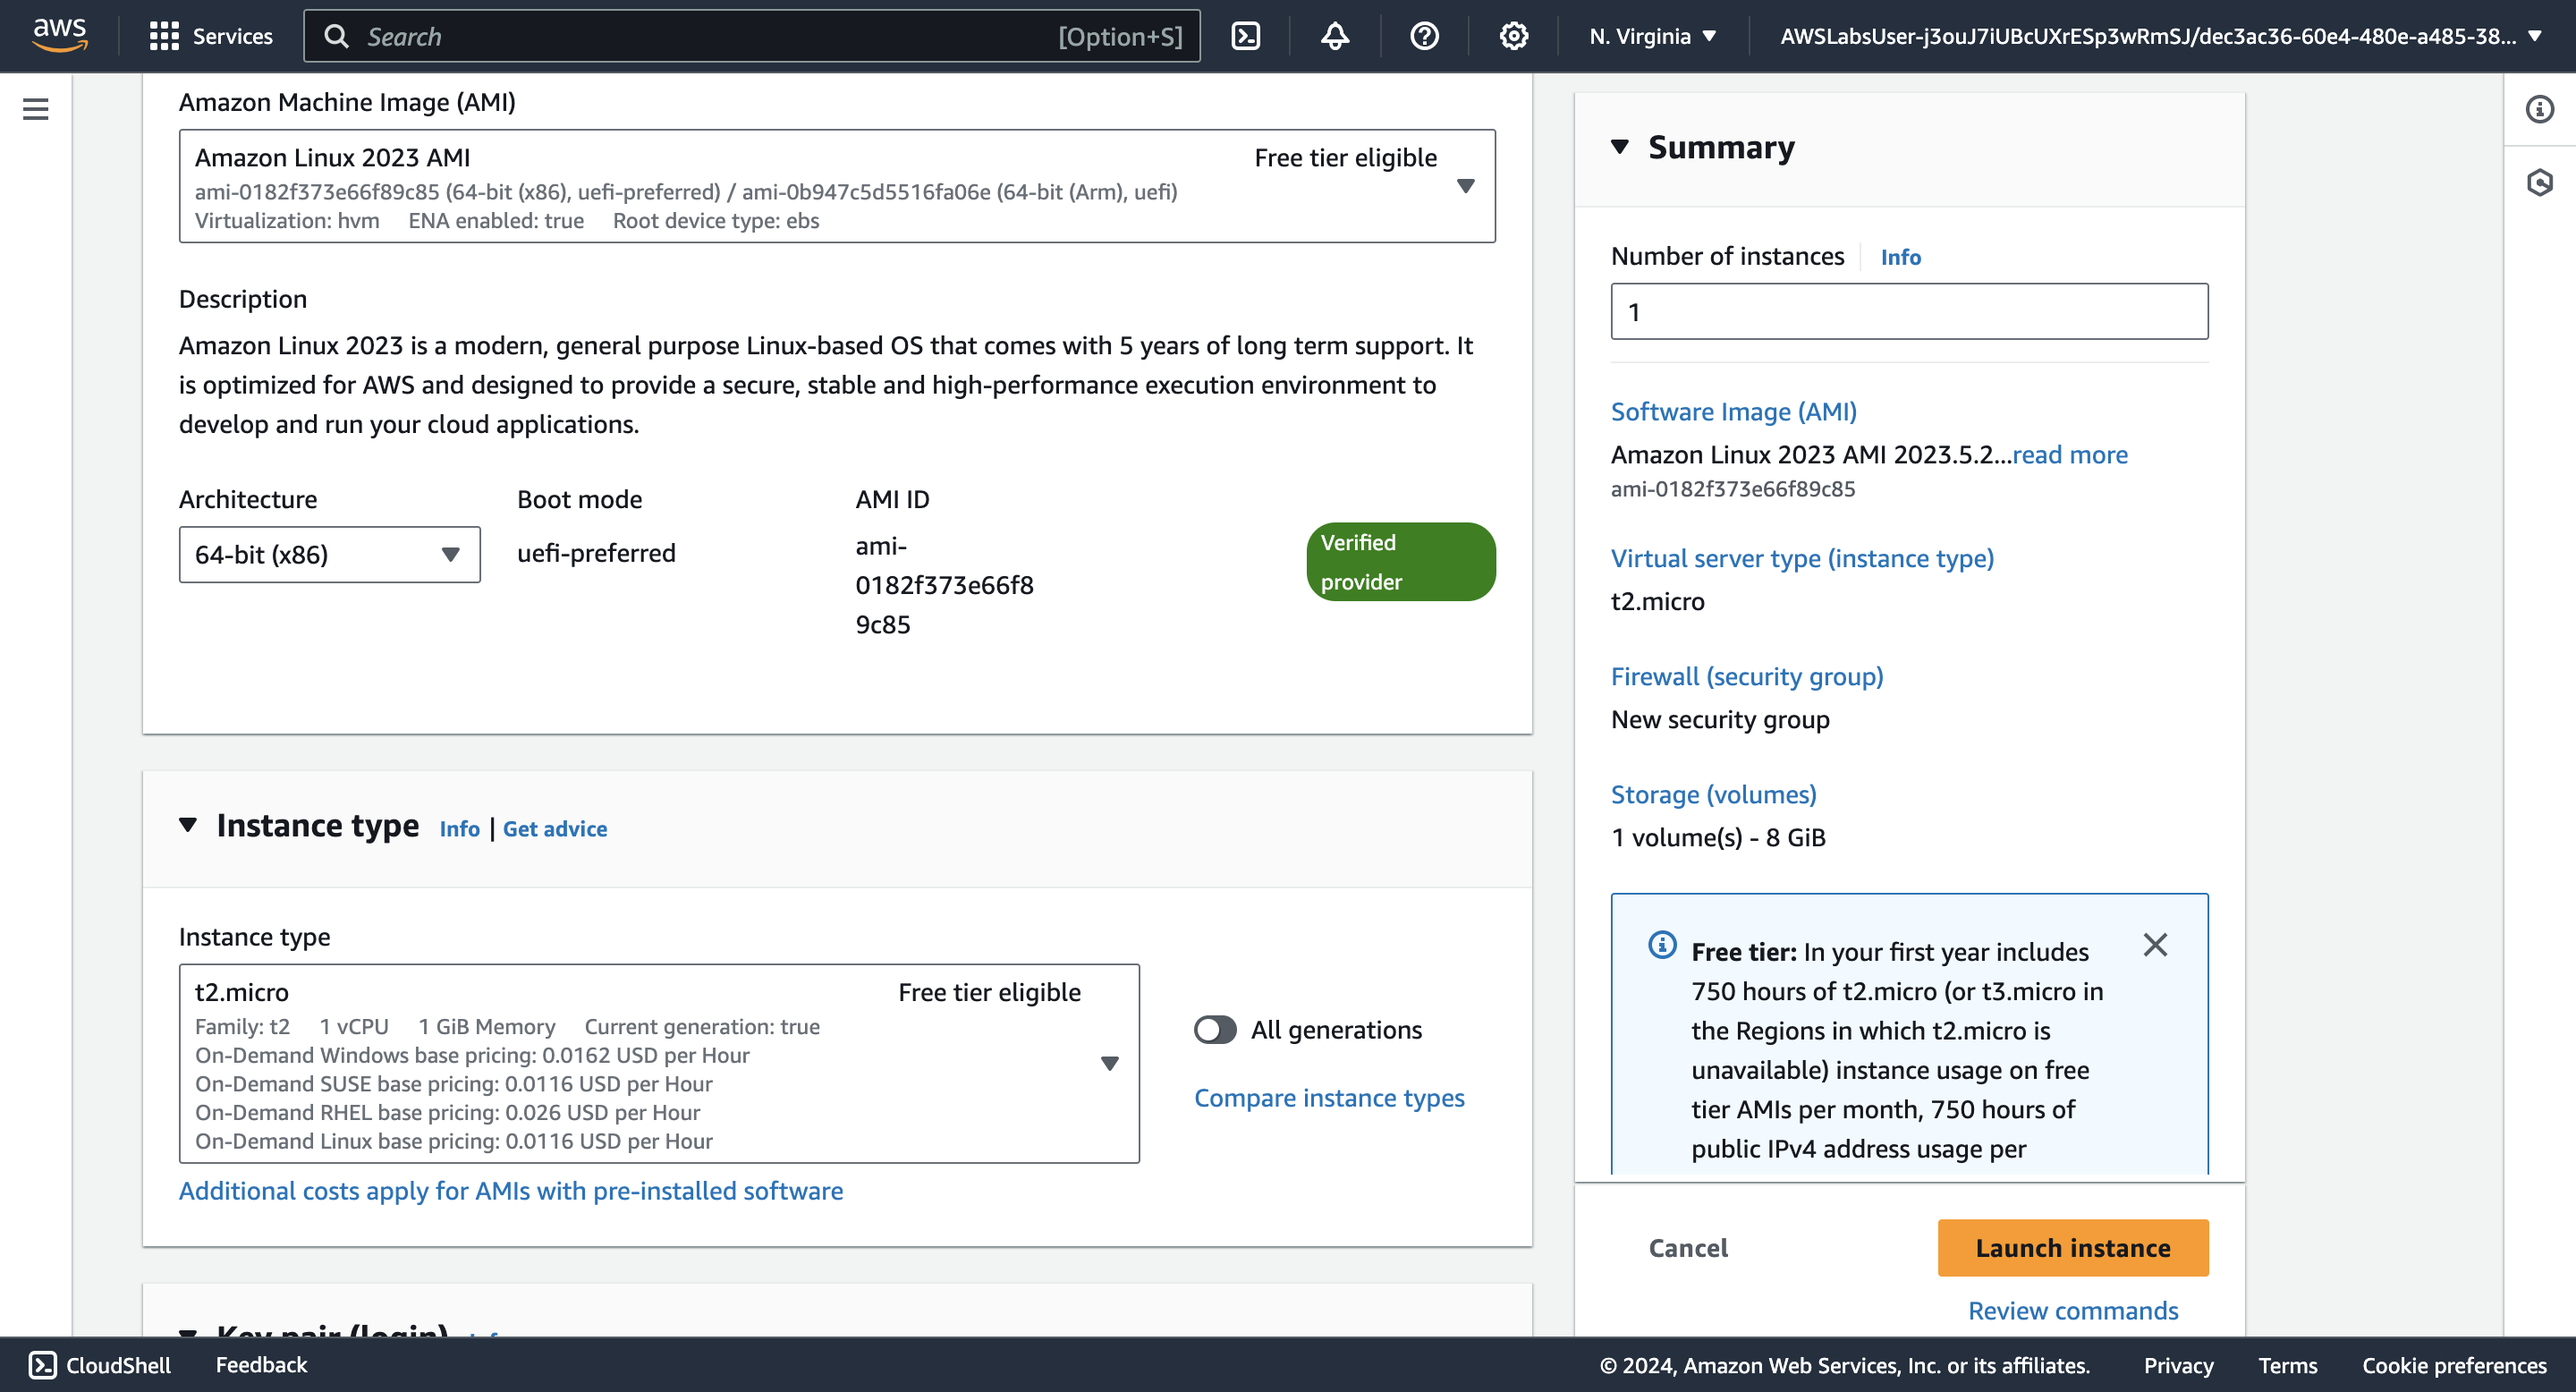 aws
Services
Search
[Option+S]
N. Virginia
AWSLabsUser-j3ouJ7iUBcUXrESp3wRmSJ/dec3ac36-60e4-480e-a485-38...
Amazon Machine Image (AMI)
Amazon Linux 2023 AMI
Free tier eligible
ami-0182f373e66f89c85 (64-bit (x86), uefi-preferred) / ami-0b947c5d5516fa06e (64-bit (Arm), uefi)
Virtualization: hvm ENA enabled: true Root device type: ebs
Description
Amazon Linux 2023 is a modern, general purpose Linux-based OS that comes with 5 years of long term support. It
is optimized for AWS and designed to provide a secure, stable and high-performance execution environment to
develop and run your cloud applications.
Architecture
64-bit (x86)
Boot mode
uefi-preferred
AMI ID
ami-
0182f373e66f8
9c85
Verified
provider
Instance type Info | Get advice
Instance type
t2.micro
Free tier eligible
Family: t2 1 vCPU 1 GiB Memory Current generation: true
On-Demand Windows base pricing: 0.0162 USD per Hour
On-Demand SUSE base pricing: 0.0116 USD per Hour
On-Demand RHEL base pricing: 0.026 USD per Hour
On-Demand Linux base pricing: 0.0116 USD per Hour
All generations
Compare instance types
Additional costs apply for AMIs with pre-installed software
Key pair (login) Info
Summary
Number of instances Info
1
Software Image (AMI)
Amazon Linux 2023 AMI 2023.5.2...read more
ami-0182f373e66f89c85
Virtual server type (instance type)
t2.micro
Firewall (security group)
New security group
Storage (volumes)
1 volume(s) - 8 GiB
Free tier: In your first year includes
750 hours of t2.micro (or t3.micro in
the Regions in which t2.micro is
unavailable) instance usage on free
tier AMIs per month, 750 hours of
public IPv4 address usage per
Cancel
Launch instance
Review commands
CloudShell
Feedback
© 2024, Amazon Web Services, Inc. or its affiliates.
Privacy
Terms
Cookie preferences